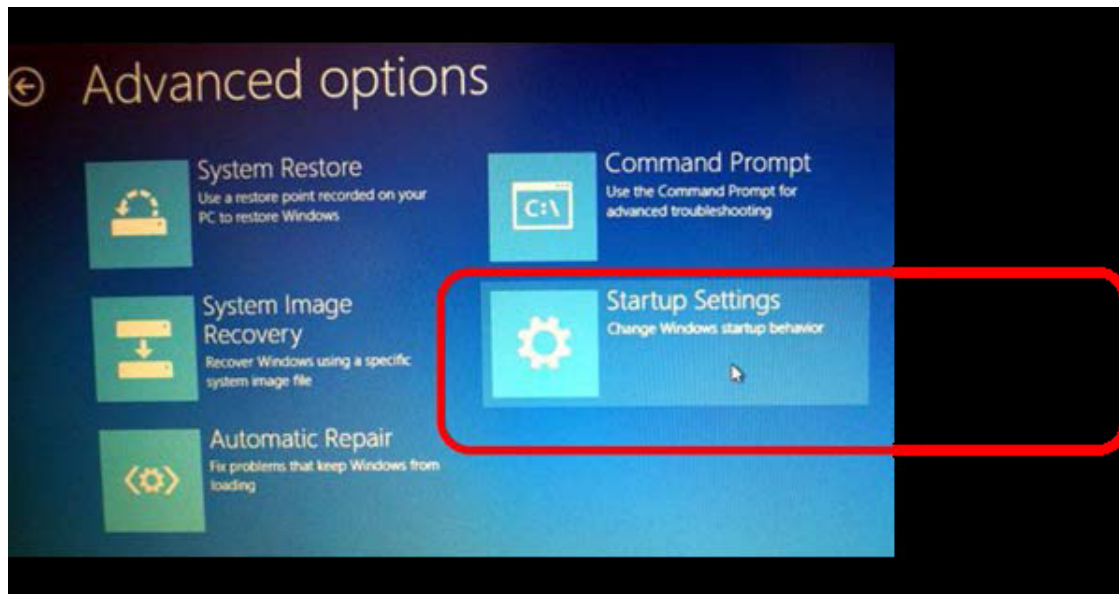 Advanced options
System Restore
Use a restore point recorded on your
PC to restore Windows
System Image
Recovery
Recover Windows using a specific
system image file
Automatic Repair
Fix problems that keep Windows from
loading
Command Prompt
Use the Command Prompt for
advanced troubleshooting
C:\
Startup Settings
Change Windows startup behavior